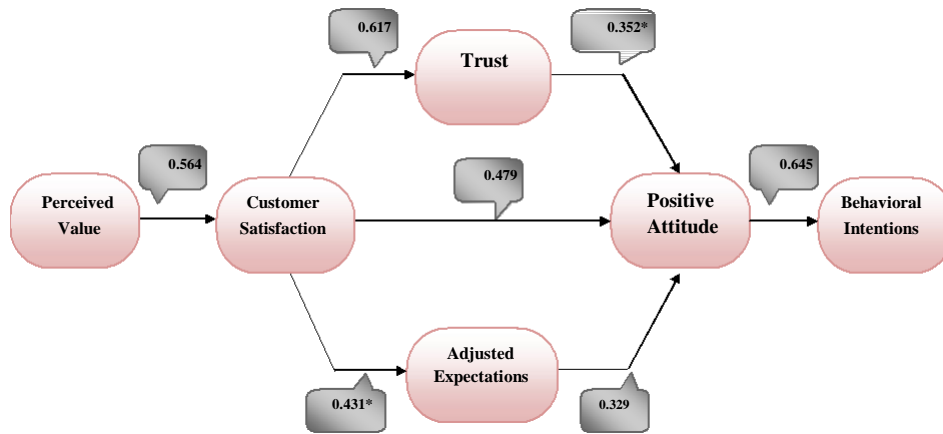 0.617
0.352*
Trust
0.564
0.479
0.645
Perceived
Value
Customer
Satisfaction
Positive
Attitude
Behavioral
Intentions
Adjusted
Expectations
0.431*
0.329